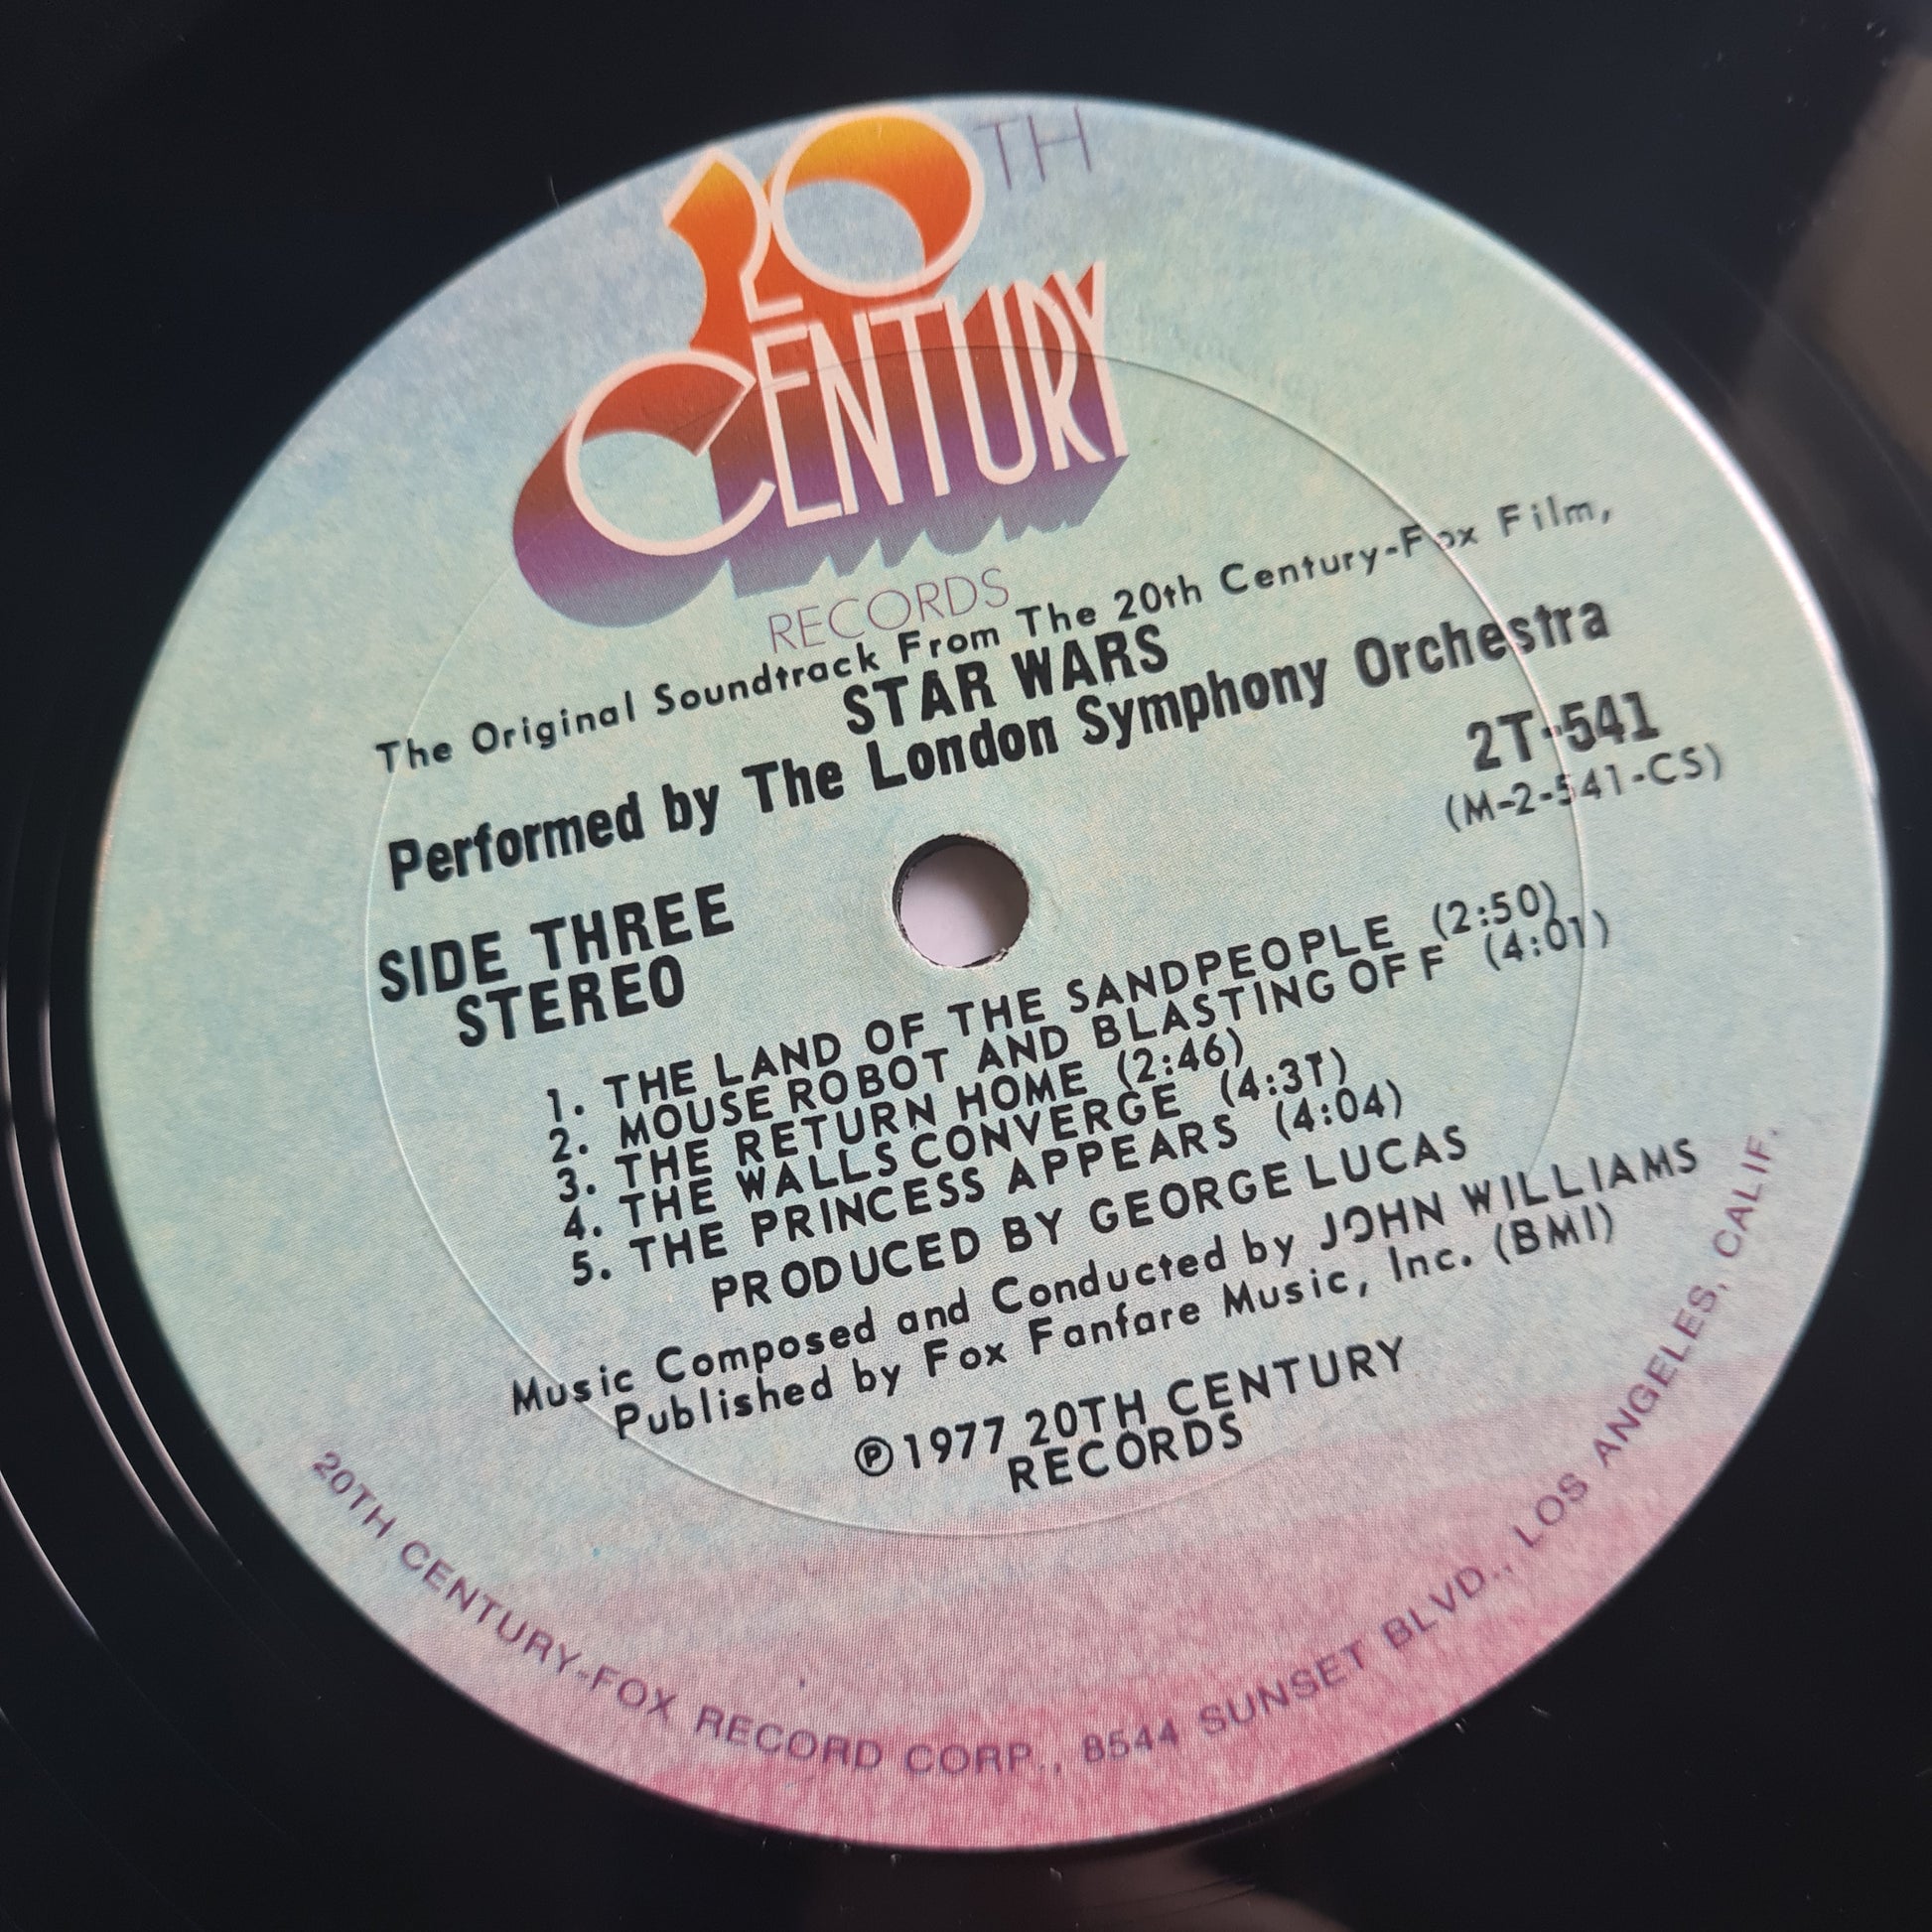 20TH
CENTURY
RECORDS
The Original Soundtrack From The 20th Century-Fox Film,
STAR WARS
Performed by The London Symphony Orchestra
2T-541
(M-2-541-CS)
SIDE THREE
STEREO
1. THE LAND OF THE SANDPEOPLE (2:50)
2. MOUSE ROBOT AND BLASTING OFF (4:01)
3. THE RETURN HOME (2:46)
4. THE WALLS CONVERGE (4:31)
5. THE PRINCESS APPEARS (4:04)
PRODUCED BY GEORGE LUCAS
Music Composed and Conducted by JOHN WILLIAMS
Published by Fox Fanfare Music, Inc. (BMI)
℗ 1977 20TH CENTURY
RECORDS
20TH CENTURY-FOX RECORD CORP., 8544 SUNSET BLVD., LOS ANGELES, CALIF.